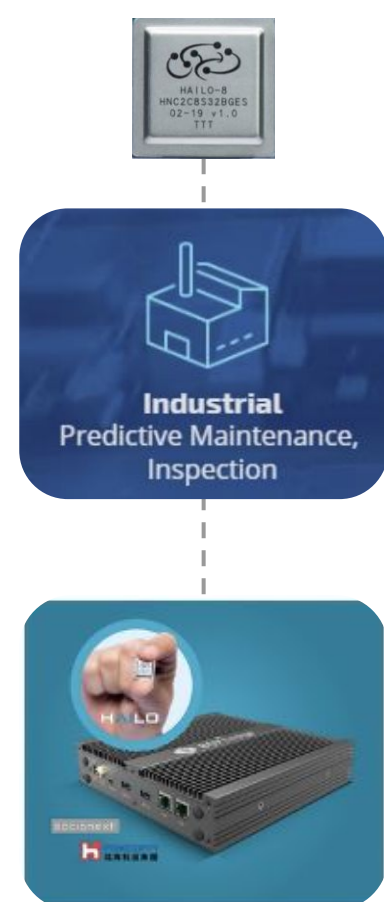 HAILO-8
HNC2C8S32BGES
02-19 v1.0
TTT
Industrial
Predictive Maintenance,
Inspection
HAILO
socionext